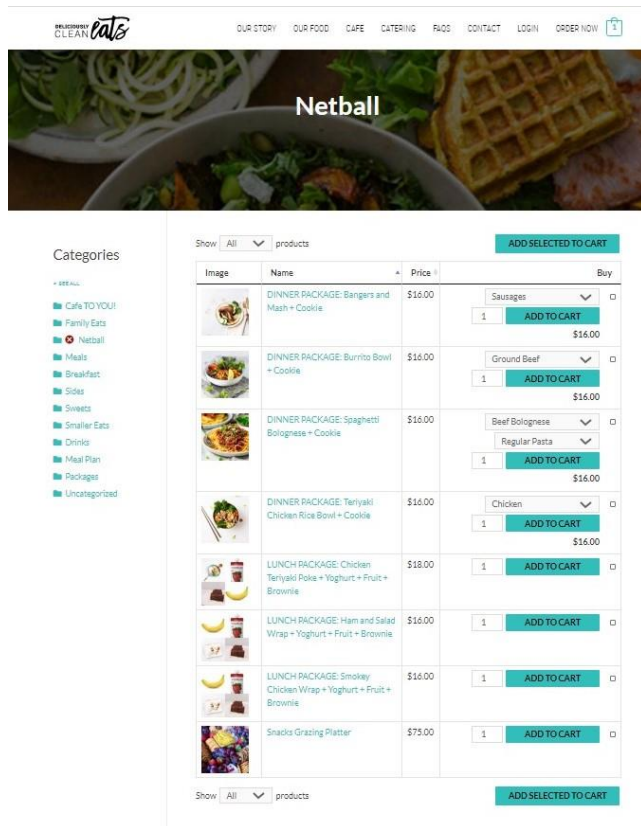 DELICIOUSLY
CLEAN eats
OUR STORY OUR FOOD CAFE CATERING FAQS CONTACT LOGIN ORDER NOW 1
Netball
Categories
+ SEE ALL
Cafe TO YOU!
Family Eats
Netball
Meals
Breakfast
Sides
Sweets
Smaller Eats
Drinks
Meal Plan
Packages
Uncategorized
Show All products
ADD SELECTED TO CART
Image Name Price Buy
DINNER PACKAGE: Bangers and
Mash + Cookie
$16.00
Sausages
1 ADD TO CART
$16.00
DINNER PACKAGE: Burrito Bowl
+ Cookie
$16.00
Ground Beef
1 ADD TO CART
$16.00
DINNER PACKAGE: Spaghetti
Bolognese + Cookie
$16.00
Beef Bolognese
Regular Pasta
1 ADD TO CART
$16.00
DINNER PACKAGE: Teriyaki
Chicken Rice Bowl + Cookie
$16.00
Chicken
1 ADD TO CART
$16.00
LUNCH PACKAGE: Chicken
Teriyaki Poke + Yoghurt + Fruit +
Brownie
$18.00
1 ADD TO CART
LUNCH PACKAGE: Ham and Salad
Wrap + Yoghurt + Fruit + Brownie
$16.00
1 ADD TO CART
LUNCH PACKAGE: Smokey
Chicken Wrap + Yoghurt + Fruit +
Brownie
$16.00
1 ADD TO CART
Snacks Grazing Platter
$75.00
1 ADD TO CART
Show All products
ADD SELECTED TO CART